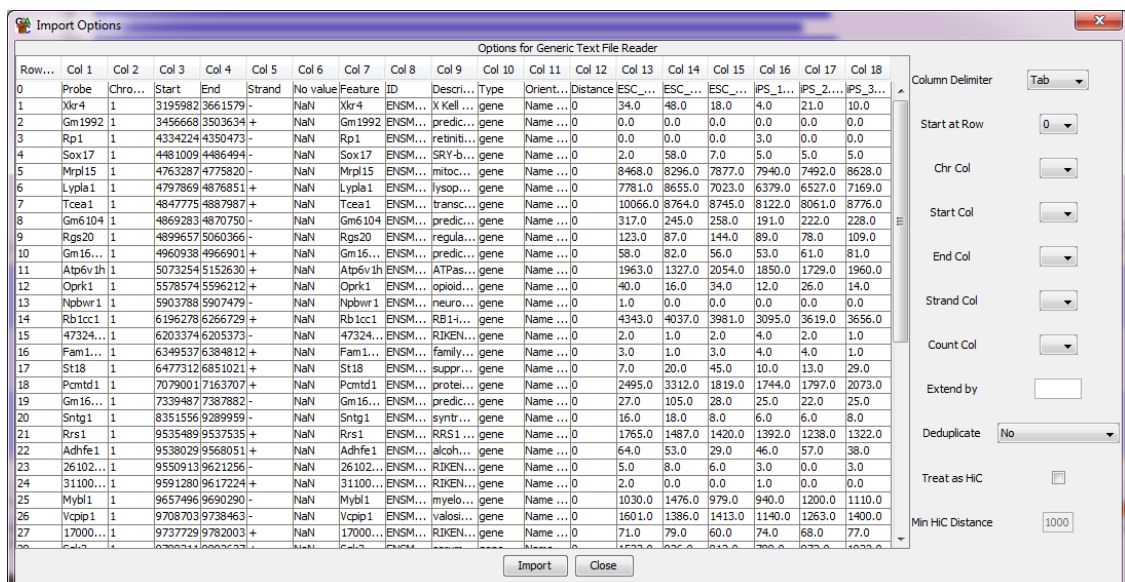 Import Options
Options for Generic Text File Reader
Row... Col 1 Col 2 Col 3 Col 4 Col 5 Col 6 Col 7 Col 8 Col 9 Col 10 Col 11 Col 12 Col 13 Col 14 Col 15 Col 16 Col 17 Col 18
0 Probe Chro... Start End Strand No value Feature ID Descri... Type Orient... Distance ESC_... ESC_... ESC_... iPS_1... iPS_2.... iPS_3...
1 Xkr4 1 3195982 3661579 - NaN Xkr4 ENSM... X Kell ... gene Name ... 0 34.0 48.0 18.0 4.0 21.0 10.0
2 Gm1992 1 3456668 3503634 + NaN Gm1992 ENSM... predic... gene Name ... 0 0.0 0.0 0.0 0.0 0.0 0.0
3 Rp1 1 4334224 4350473 - NaN Rp1 ENSM... retiniti... gene Name ... 0 0.0 0.0 0.0 3.0 0.0 0.0
4 Sox17 1 4481009 4486494 - NaN Sox17 ENSM... SRY-b... gene Name ... 0 2.0 58.0 7.0 5.0 5.0 5.0
5 Mrpl15 1 4763287 4775820 - NaN Mrpl15 ENSM... mitoc... gene Name ... 0 8468.0 8296.0 7877.0 7940.0 7492.0 8628.0
6 Lypla1 1 4797869 4876851 + NaN Lypla1 ENSM... lysop... gene Name ... 0 7781.0 8655.0 7023.0 6379.0 6527.0 7169.0
7 Tcea1 1 4847775 4887987 + NaN Tcea1 ENSM... transc... gene Name ... 0 10066.0 8764.0 8745.0 8122.0 8061.0 8776.0
8 Gm6104 1 4869283 4870750 - NaN Gm6104 ENSM... predic... gene Name ... 0 317.0 245.0 258.0 191.0 222.0 228.0
9 Rgs20 1 4899657 5060366 - NaN Rgs20 ENSM... regula... gene Name ... 0 123.0 87.0 144.0 89.0 78.0 109.0
10 Gm16... 1 4960938 4966901 + NaN Gm16... ENSM... predic... gene Name ... 0 58.0 82.0 56.0 53.0 61.0 81.0
11 Atp6v1h 1 5073254 5152630 + NaN Atp6v1h ENSM... ATPas... gene Name ... 0 1963.0 1327.0 2054.0 1850.0 1729.0 1960.0
12 Oprk1 1 5578574 5596212 + NaN Oprk1 ENSM... opioid... gene Name ... 0 40.0 16.0 34.0 12.0 26.0 14.0
13 Npbwr1 1 5903788 5907479 - NaN Npbwr1 ENSM... neuro... gene Name ... 0 1.0 0.0 0.0 0.0 0.0 0.0
14 Rb1cc1 1 6196278 6266729 + NaN Rb1cc1 ENSM... RB1-i... gene Name ... 0 4343.0 4037.0 3981.0 3095.0 3619.0 3656.0
15 47324... 1 6203374 6205373 - NaN 47324... ENSM... RIKEN... gene Name ... 0 2.0 1.0 2.0 4.0 2.0 1.0
16 Fam1... 1 6349537 6384812 + NaN Fam1... ENSM... family... gene Name ... 0 3.0 1.0 3.0 4.0 4.0 1.0
17 St18 1 6477312 6851021 + NaN St18 ENSM... suppr... gene Name ... 0 7.0 20.0 45.0 10.0 13.0 29.0
18 Pcmtd1 1 7079001 7163707 + NaN Pcmtd1 ENSM... protei... gene Name ... 0 2495.0 3312.0 1819.0 1744.0 1797.0 2073.0
19 Gm16... 1 7339487 7387882 - NaN Gm16... ENSM... predic... gene Name ... 0 27.0 105.0 28.0 25.0 22.0 25.0
20 Sntg1 1 8351556 9289959 - NaN Sntg1 ENSM... syntr... gene Name ... 0 16.0 18.0 8.0 6.0 6.0 8.0
21 Rrs1 1 9535489 9537535 + NaN Rrs1 ENSM... RRS1 ... gene Name ... 0 1765.0 1487.0 1420.0 1392.0 1238.0 1322.0
22 Adhfe1 1 9538029 9568051 + NaN Adhfe1 ENSM... alcoh... gene Name ... 0 64.0 53.0 29.0 46.0 57.0 38.0
23 26102... 1 9550913 9621256 - NaN 26102... ENSM... RIKEN... gene Name ... 0 5.0 8.0 6.0 3.0 0.0 3.0
24 31100... 1 9591280 9617224 + NaN 31100... ENSM... RIKEN... gene Name ... 0 2.0 0.0 0.0 1.0 0.0 0.0
25 Mybl1 1 9657496 9690290 - NaN Mybl1 ENSM... myelo... gene Name ... 0 1030.0 1476.0 979.0 940.0 1200.0 1110.0
26 Vcpip1 1 9708703 9738463 - NaN Vcpip1 ENSM... valosi... gene Name ... 0 1601.0 1386.0 1413.0 1140.0 1263.0 1400.0
27 17000... 1 9737729 9782003 + NaN 17000... ENSM... RIKEN... gene Name ... 0 71.0 79.0 60.0 74.0 68.0 77.0
Column Delimiter Tab
Start at Row 0
Chr Col
Start Col
End Col
Strand Col
Count Col
Extend by
Deduplicate No
Treat as HiC
Min HiC Distance 1000
Import Close